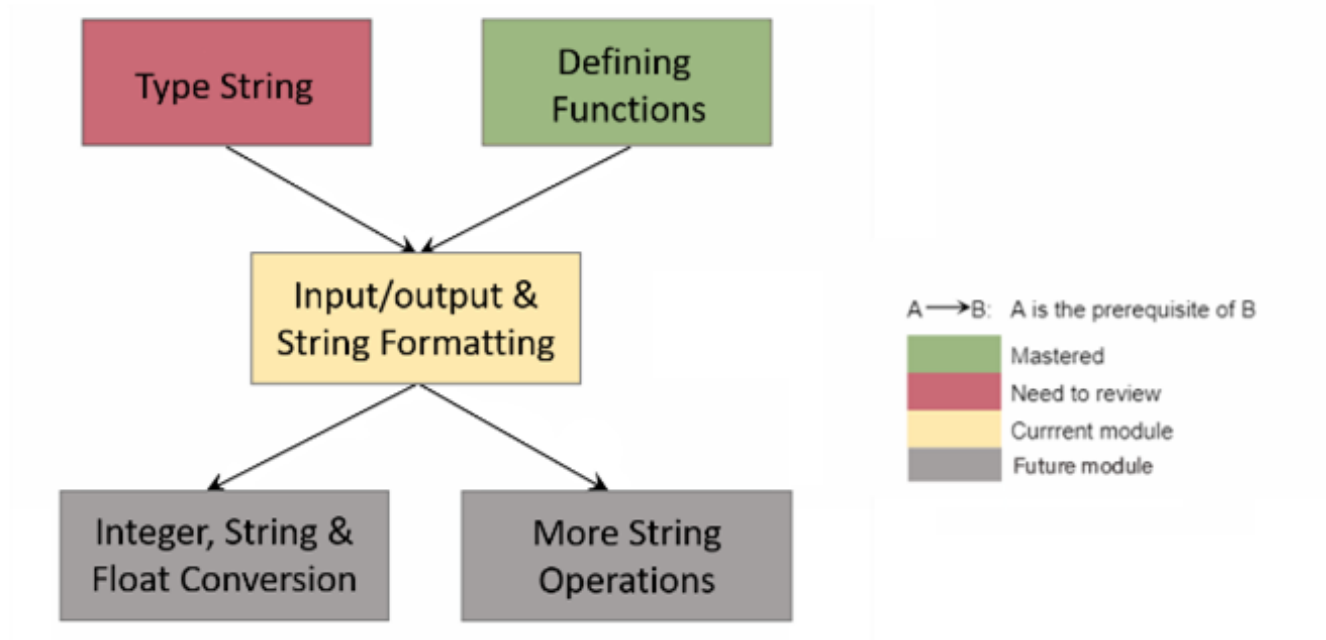 Type String
Defining
Functions
Input/output &
String Formatting
Integer, String &
Float Conversion
More String
Operations
A→B: A is the prerequisite of B
Mastered
Need to review
Currrent module
Future module